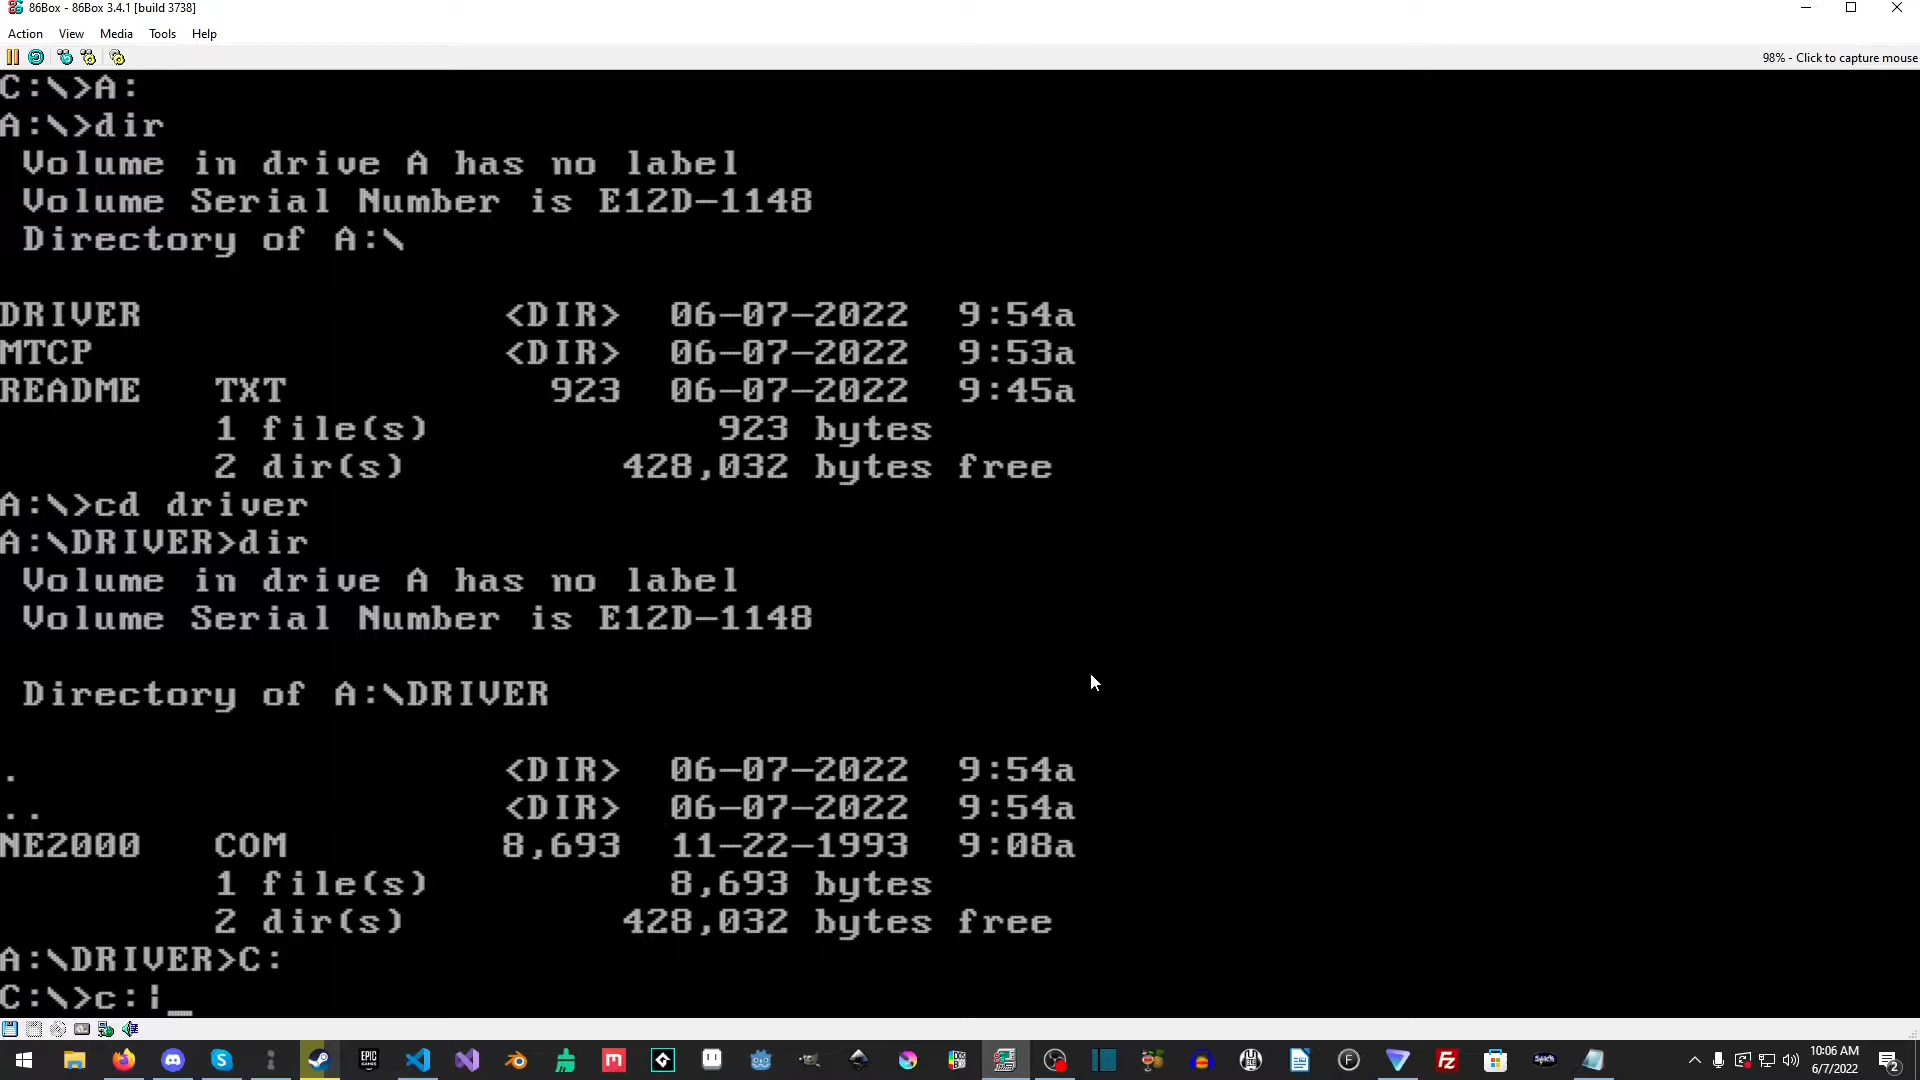 86Box - 86Box 3.4.1 [build 3738]
Action View Media Tools Help
98% - Click to capture mouse
C:\>A:
A:\>dir
Volume in drive A has no label
Volume Serial Number is E12D-1148
Directory of A:\
DRIVER <DIR> 06-07-2022 9:54a
MTCP <DIR> 06-07-2022 9:53a
README TXT 923 06-07-2022 9:45a
1 file(s) 923 bytes
2 dir(s) 428,032 bytes free
A:\>cd driver
A:\DRIVER>dir
Volume in drive A has no label
Volume Serial Number is E12D-1148
Directory of A:\DRIVER
. <DIR> 06-07-2022 9:54a
.. <DIR> 06-07-2022 9:54a
NE2000 COM 8,693 11-22-1993 9:08a
1 file(s) 8,693 bytes
2 dir(s) 428,032 bytes free
A:\DRIVER>C:
C:\>c:|_
EPIC GAMES
10:06 AM
6/7/2022
2